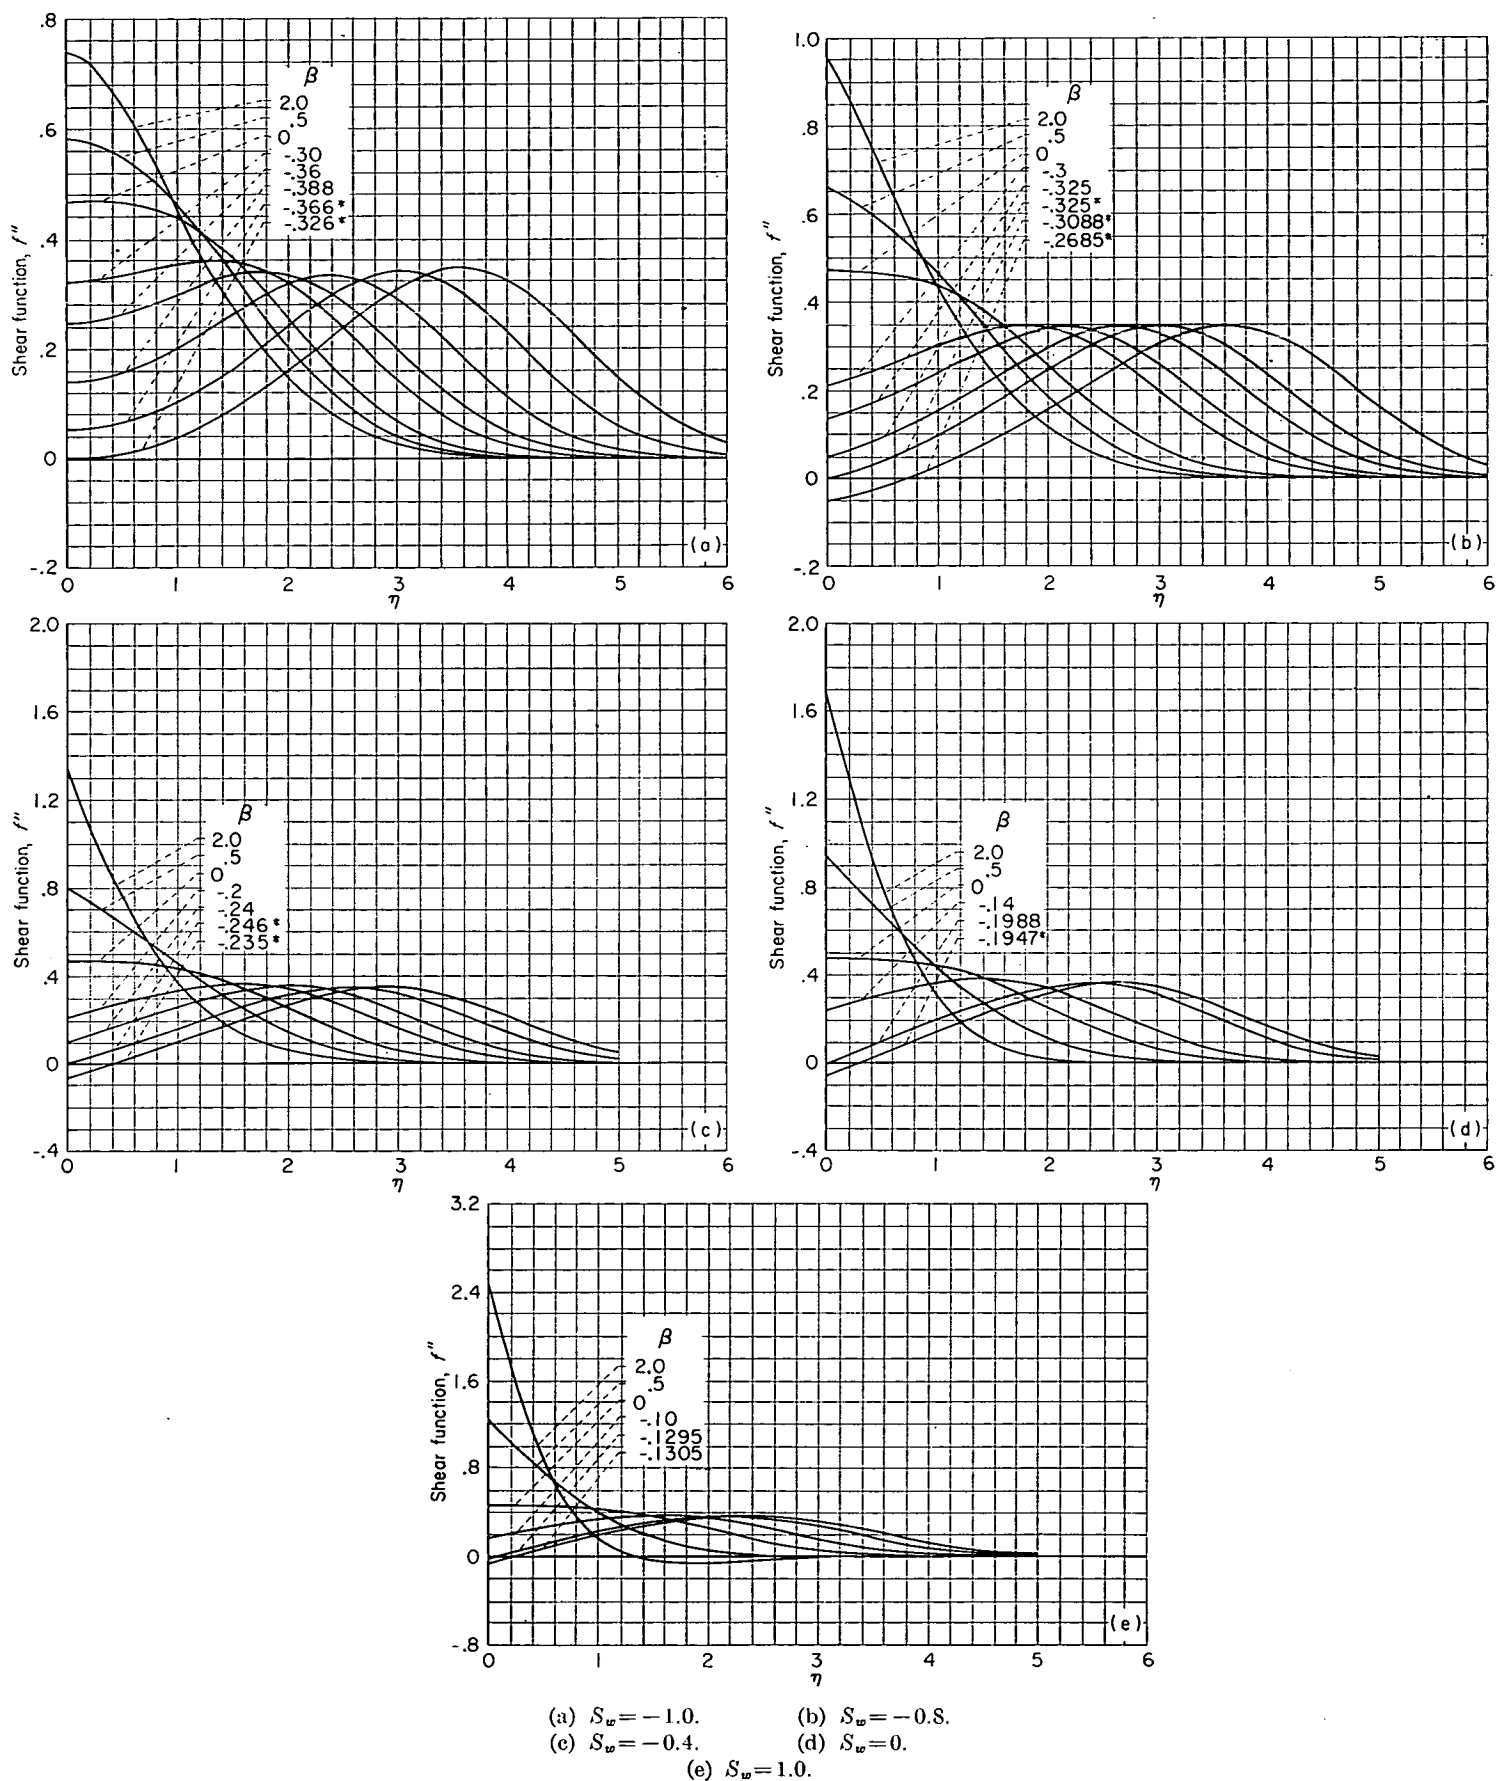 .8
.6
.4
.2
0
-.2
Shear function, f″
β
2.0
.5
0
-.30
-.36
-.388
-.366*
-.326*
(a)
0 1 2 3 4 5 6
η
1.0
.8
.6
.4
.2
0
-.2
Shear function, f″
β
2.0
.5
0
-.3
-.325
-.325*
-.3088*
-.2685*
(b)
0 1 2 3 4 5 6
η
2.0
1.6
1.2
.8
.4
0
-.4
Shear function, f″
β
2.0
.5
0
-.2
-.24
-.246*
-.235*
(c)
0 1 2 3 4 5 6
η
2.0
1.6
1.2
.8
.4
0
-.4
Shear function, f″
β
2.0
.5
0
-.14
-.1988
-.1947*
(d)
0 1 2 3 4 5 6
η
3.2
2.4
1.6
.8
0
-.8
Shear function, f″
β
2.0
.5
0
-.10
-.1295
-.1305
(e)
0 1 2 3 4 5 6
η
(a) S_w=−1.0. (b) S_w=−0.8.
(c) S_w=−0.4. (d) S_w=0.
(e) S_w=1.0.